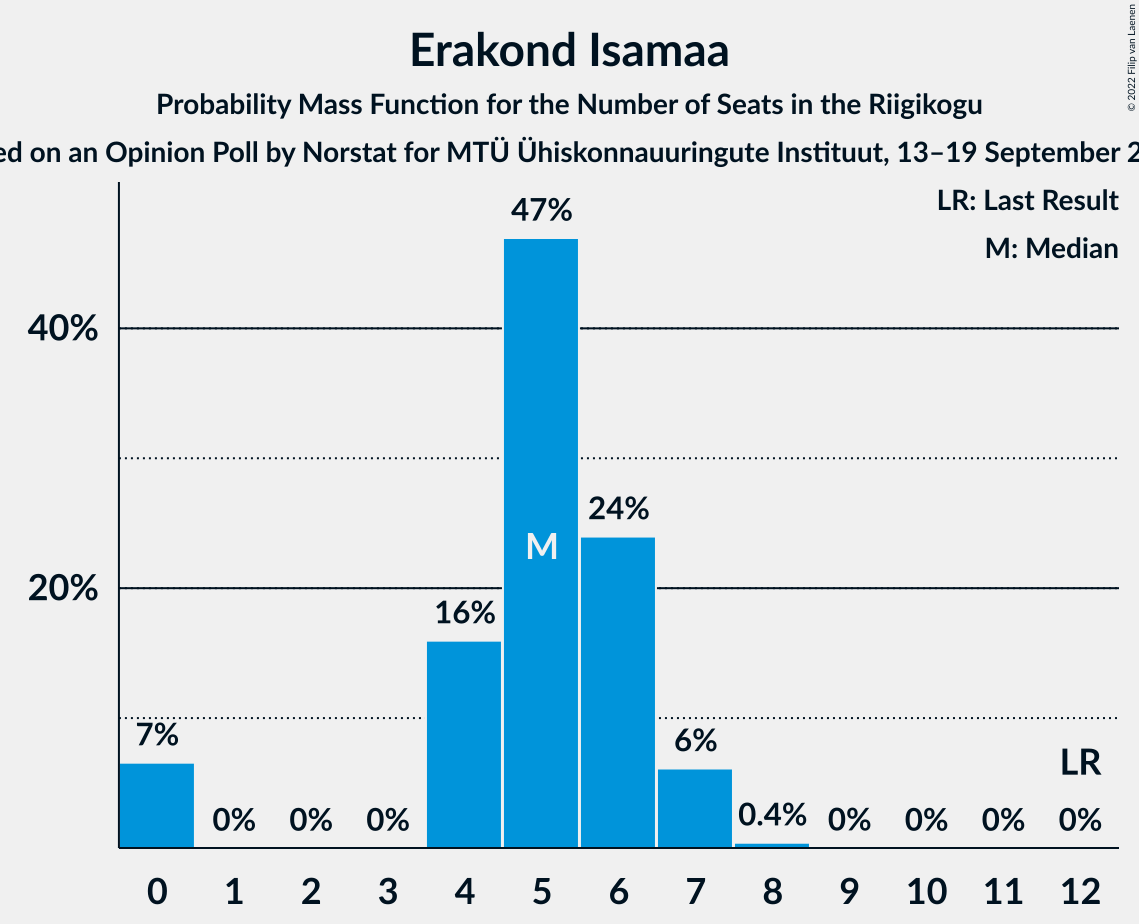 Erakond Isamaa
Probability Mass Function for the Number of Seats in the Riigikogu
ed on an Opinion Poll by Norstat for MTÜ Ühiskonnauuringute Instituut, 13–19 September 2
© 2022 Filip van Laenen
LR: Last Result
M: Median
47%
40%
24%
M
20%
16%
7%
6%
LR
0% 0% 0% 0.4% 0% 0% 0% 0%
0 1 2 3 4 5 6 7 8 9 10 11 12